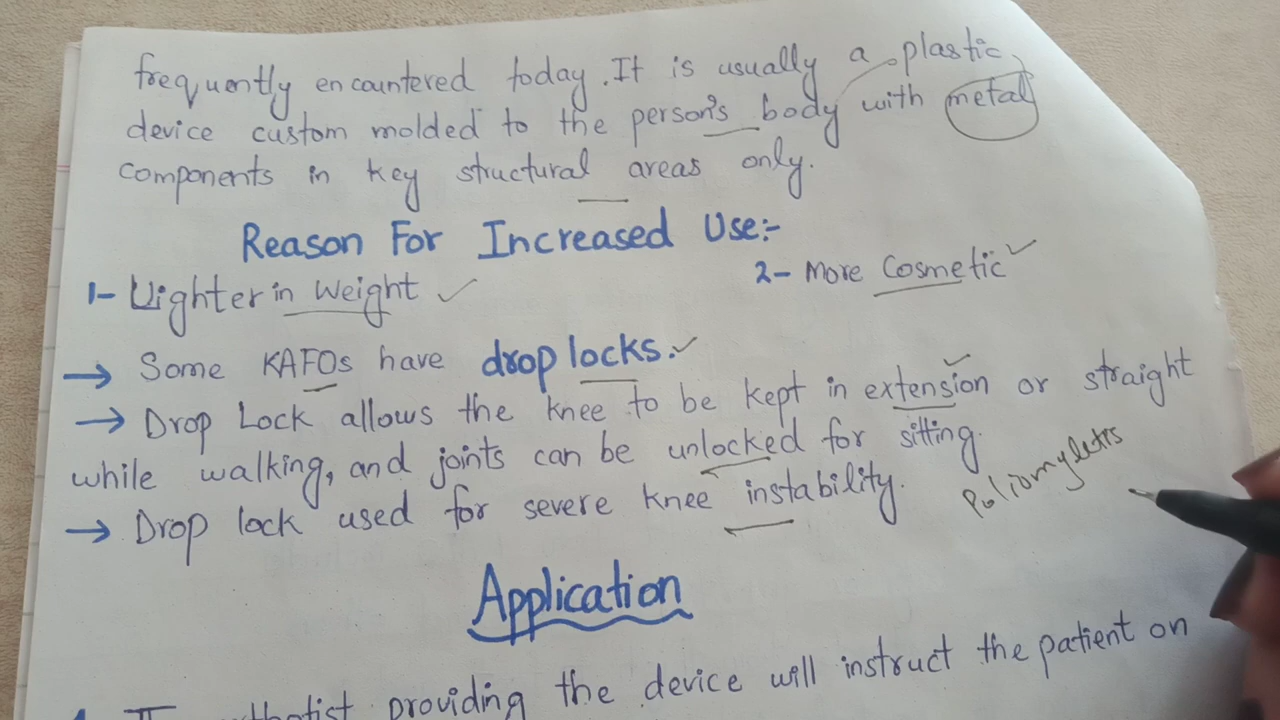 frequently encountered today. It is usually a plastic
device custom molded to the person's body with metal
components in key structural areas only.
Reason For Increased Use:-
1- Lighter in weight ✓
2- More Cosmetic ✓
→ Some KAFOs have drop locks. ✓
→ Drop Lock allows the knee to be kept in extension or straight
while walking, and joints can be unlocked for sitting.
→ Drop lock used for severe knee instability.
Application
providing the device will instruct the patient on